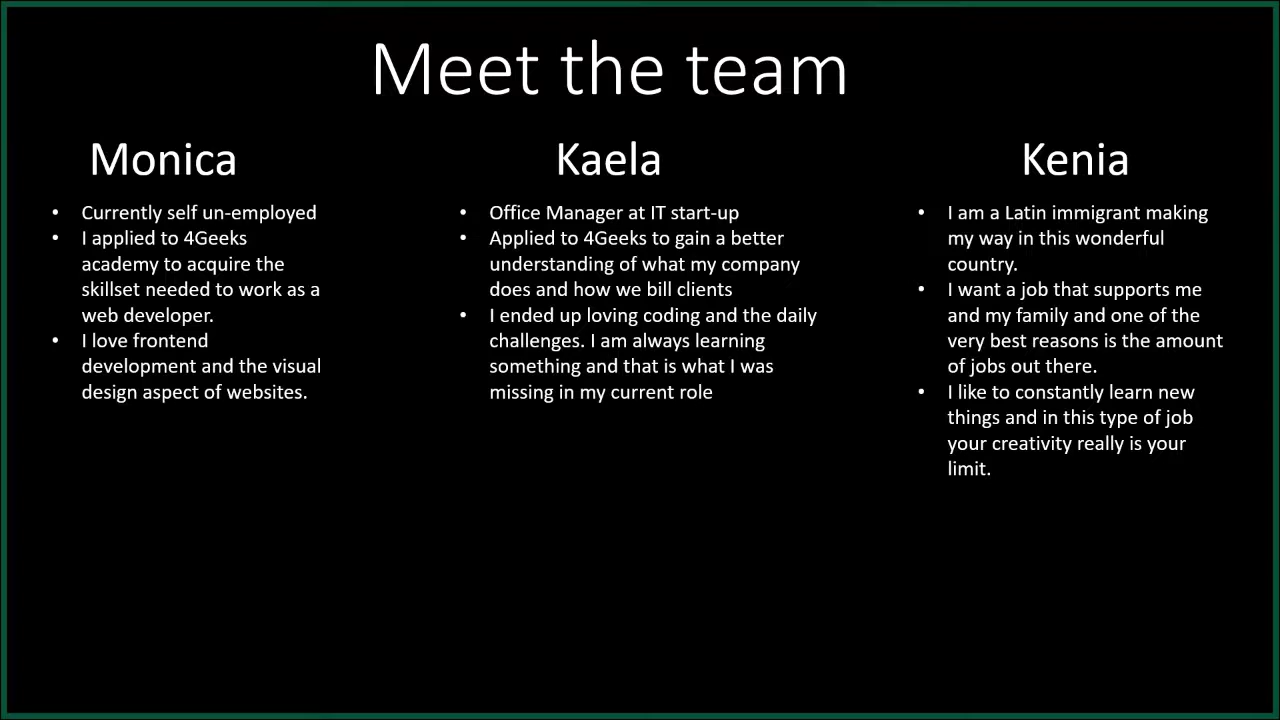 Meet the team
Monica
• Currently self un-employed
• I applied to 4Geeks
academy to acquire the
skillset needed to work as a
web developer.
• I love frontend
development and the visual
design aspect of websites.
Kaela
• Office Manager at IT start-up
• Applied to 4Geeks to gain a better
understanding of what my company
does and how we bill clients
• I ended up loving coding and the daily
challenges. I am always learning
something and that is what I was
missing in my current role
Kenia
• I am a Latin immigrant making
my way in this wonderful
country.
• I want a job that supports me
and my family and one of the
very best reasons is the amount
of jobs out there.
• I like to constantly learn new
things and in this type of job
your creativity really is your
limit.